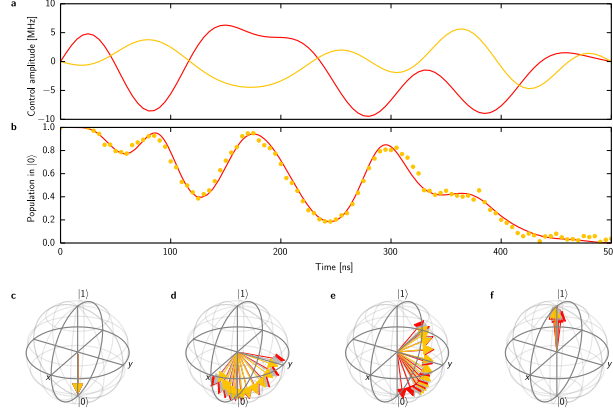 a
Control amplitude [MHz]
10
5
0
−5
−10
b
Population in |0⟩
1.0
0.8
0.6
0.4
0.2
0.0
0 100 200 300 400 500
Time [ns]
c d e f
|1⟩ |1⟩ |1⟩ |1⟩
x y x y x y x y
|0⟩ |0⟩ |0⟩ |0⟩